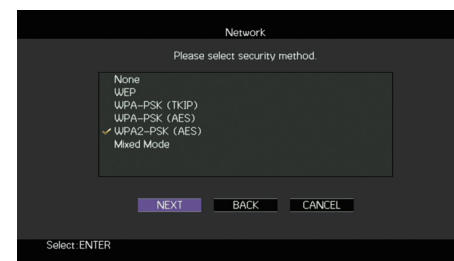 Network
Please select security method.
None
WEP
WPA-PSK (TKIP)
WPA-PSK (AES)
WPA2-PSK (AES)
Mixed Mode
NEXT BACK CANCEL
Select:ENTER